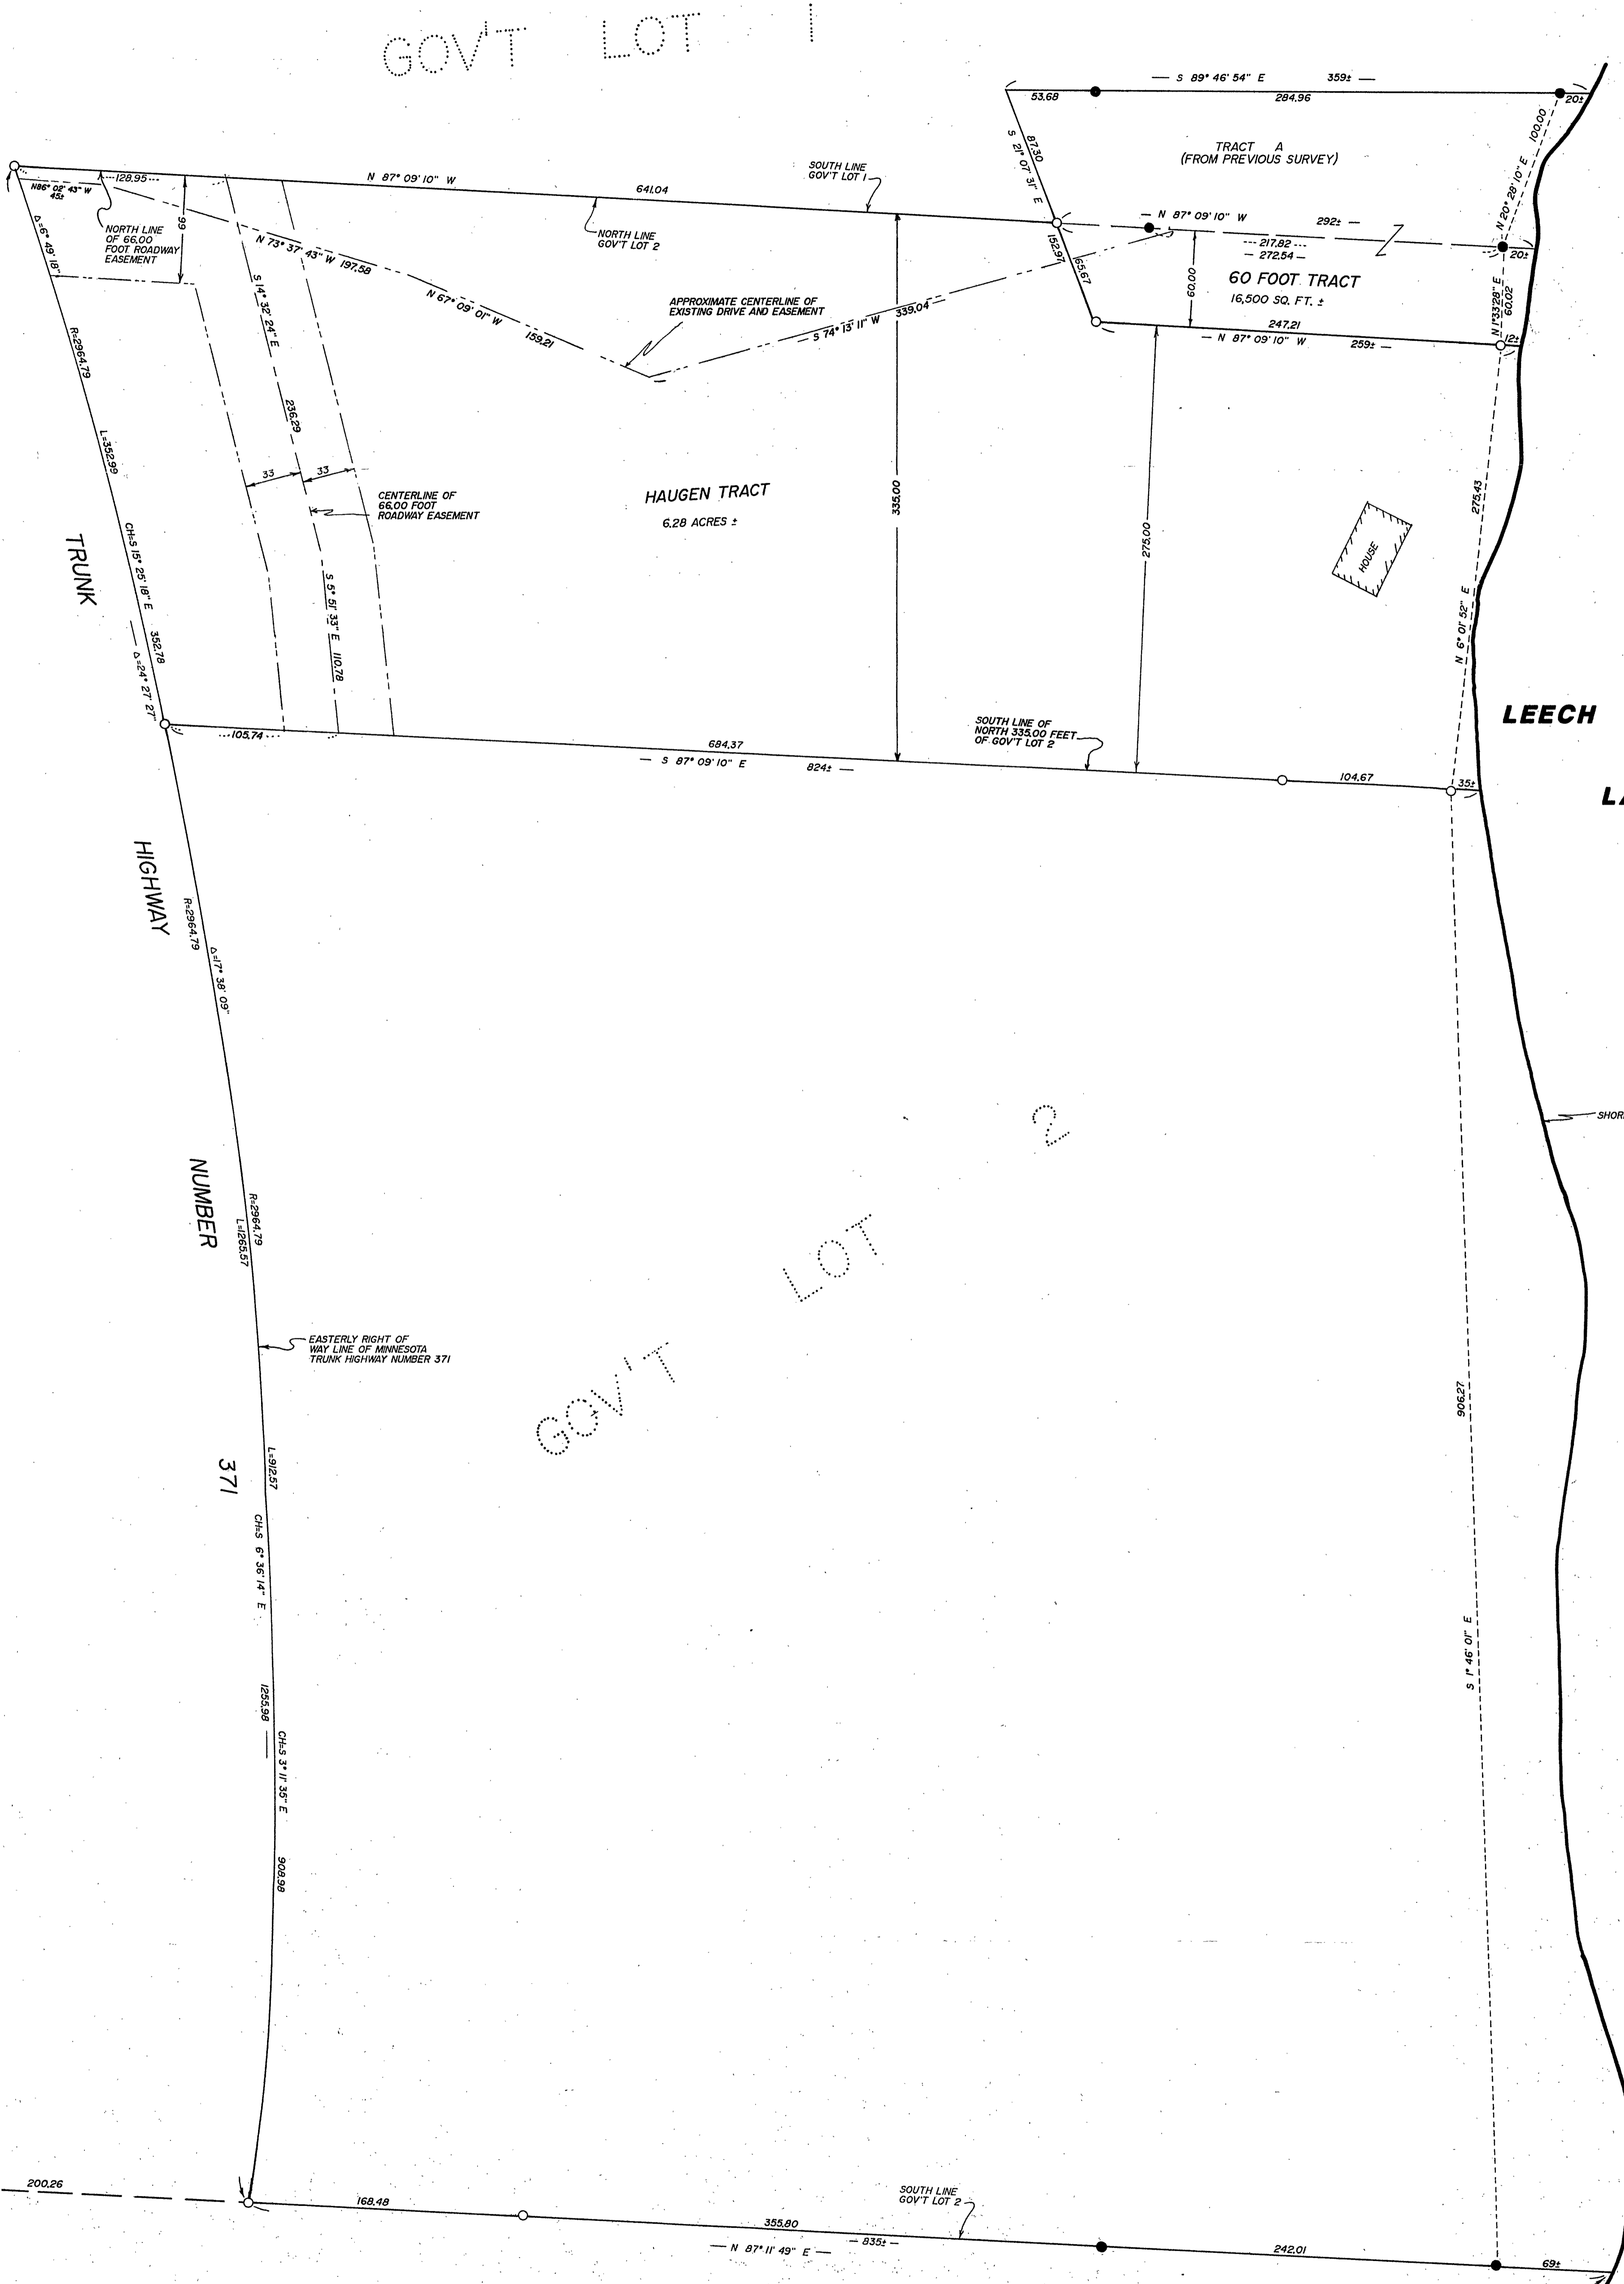 GOV'T LOT 1
S 89° 46' 54" E 359±
53.68
284.96
20±
S 21° 07' 31" E
87.30
TRACT A
(FROM PREVIOUS SURVEY)
N 20° 28' 10" E 100.00
N86° 02' 43" W
45±
128.95
N 87° 09' 10" W
641.04
SOUTH LINE
GOV'T LOT 1
NORTH LINE
OF 66.00
FOOT ROADWAY
EASEMENT
66
NORTH LINE
GOV'T LOT 2
N 87° 09' 10" W 292±
217.82
272.54
20±
152.97
65.67
60.00
60 FOOT TRACT
16,500 SQ. FT. ±
N 1° 33' 28" E
60.02
247.21
N 87° 09' 10" W 259±
12±
Δ=6° 49' 18"
N 73° 37' 43" W 197.58
N 67° 09' 01" W
159.21
APPROXIMATE CENTERLINE OF
EXISTING DRIVE AND EASEMENT
S 74° 13' 11" W 339.04
S 14° 32' 24" E
236.29
R=2964.79
L=352.99
CH=S 15° 25' 18" E
352.78
Δ=24° 27' 27"
33
33
CENTERLINE OF
66.00 FOOT
ROADWAY EASEMENT
S 5° 51' 33" E 110.78
HAUGEN TRACT
6.28 ACRES ±
335.00
275.00
HOUSE
275.43
N 6° 01' 52" E
TRUNK
LEECH
105.74
684.37
S 87° 09' 10" E 824±
SOUTH LINE OF
NORTH 335.00 FEET
OF GOV'T LOT 2
104.67
35±
HIGHWAY
R=2964.79
Δ=17° 38' 09"
NUMBER
R=2964.79
L=1265.57
EASTERLY RIGHT OF
WAY LINE OF MINNESOTA
TRUNK HIGHWAY NUMBER 371
GOV'T LOT 2
371
L=912.57
CH=S 6° 36' 14" E
1255.98
CH=S 3° 11' 35" E
908.98
906.27
S 1° 46' 01" E
200.26
168.48
355.80
SOUTH LINE
GOV'T LOT 2
N 87° 11' 49" E 835±
242.01
69±